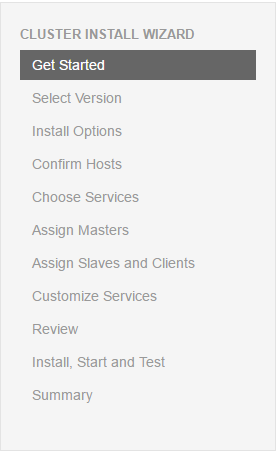 CLUSTER INSTALL WIZARD
Get Started
Select Version
Install Options
Confirm Hosts
Choose Services
Assign Masters
Assign Slaves and Clients
Customize Services
Review
Install, Start and Test
Summary